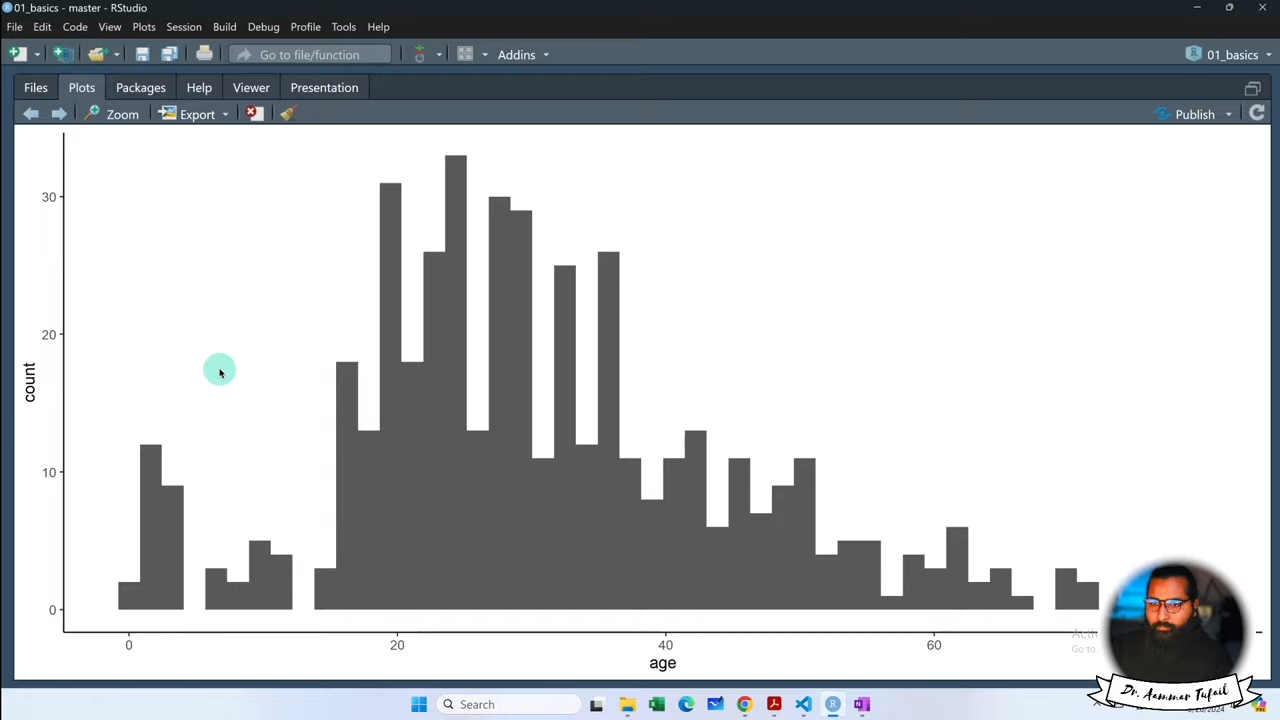 01_basics - master - RStudio
File Edit Code View Plots Session Build Debug Profile Tools Help
Go to file/function Addins 01_basics
Files Plots Packages Help Viewer Presentation
Zoom Export Publish
30
20
10
0
count
0 20 40 60
age
Go to
Dr. Aammar Tufail
Search